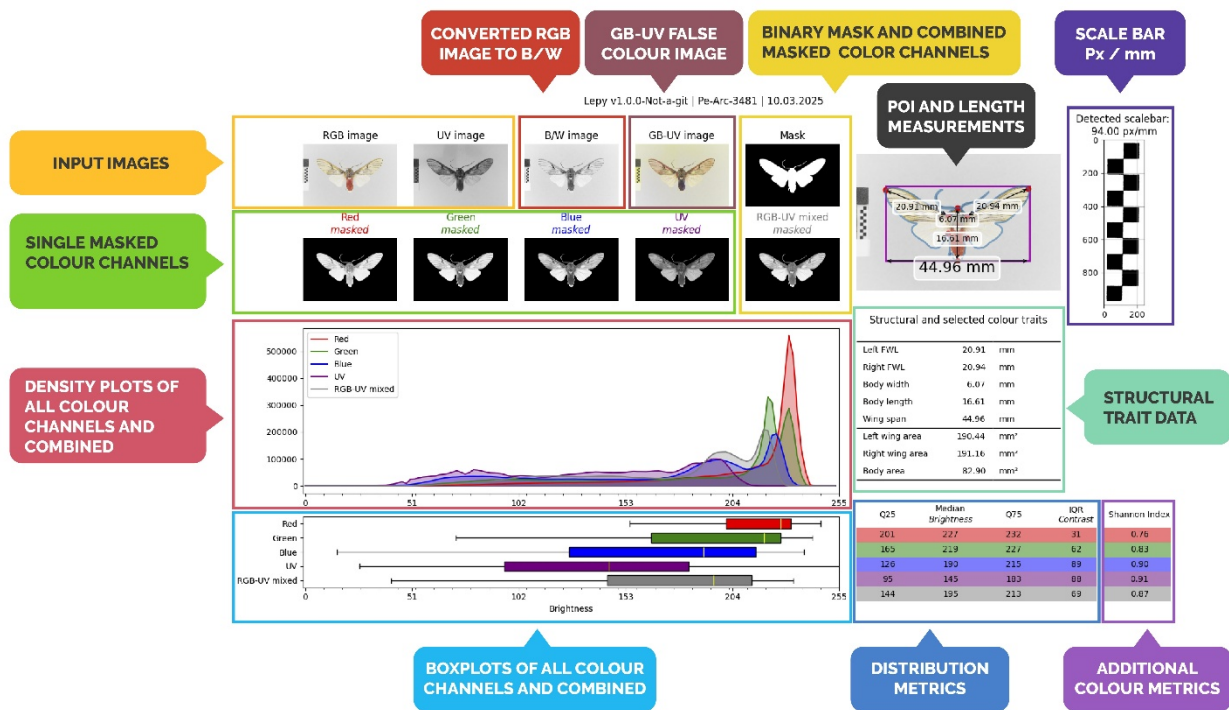 CONVERTED RGB
IMAGE TO B/W
GB-UV FALSE
COLOUR IMAGE
BINARY MASK AND COMBINED
MASKED COLOR CHANNELS
SCALE BAR
Px / mm
Lepy v1.0.0-Not-a-git | Pe-Arc-3481 | 10.03.2025
POI AND LENGTH
MEASUREMENTS
INPUT IMAGES
RGB image
UV image
B/W image
GB-UV image
Mask
Detected scalebar:
94.00 px/mm
0
200
400
600
800
0 200
20.91 mm
20.94 mm
6.07 mm
16.61 mm
44.96 mm
SINGLE MASKED
COLOUR CHANNELS
Red
masked
Green
masked
Blue
masked
UV
masked
RGB-UV mixed
masked
DENSITY PLOTS OF
ALL COLOUR
CHANNELS AND
COMBINED
500000
400000
300000
200000
100000
0
Red
Green
Blue
UV
RGB-UV mixed
0 51 102 153 204 255
Structural and selected colour traits
Left FWL 20.91 mm
Right FWL 20.94 mm
Body width 6.07 mm
Body length 16.61 mm
Wing span 44.96 mm
Left wing area 190.44 mm²
Right wing area 191.16 mm²
Body area 82.90 mm²
STRUCTURAL
TRAIT DATA
Red
Green
Blue
UV
RGB-UV mixed
0 51 102 153 204 255
Brightness
Q25 Median Brightness Q75 IQR Contrast Shannon Index
201 227 232 31 0.76
165 219 227 62 0.83
126 190 215 89 0.90
95 145 183 88 0.91
144 195 213 69 0.87
BOXPLOTS OF ALL COLOUR
CHANNELS AND COMBINED
DISTRIBUTION
METRICS
ADDITIONAL
COLOUR METRICS